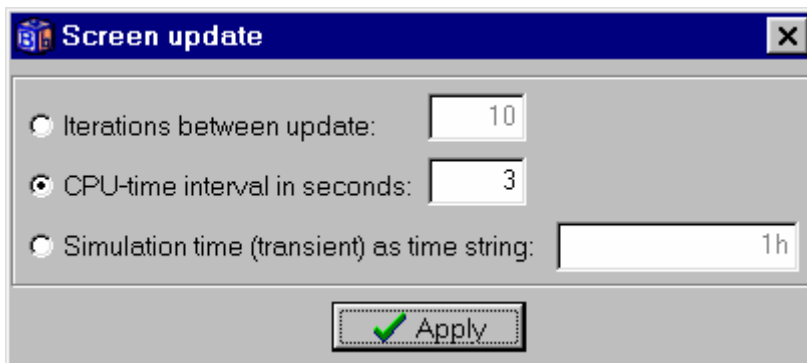 Screen update
Iterations between update: 10
CPU-time interval in seconds: 3
Simulation time (transient) as time string: 1h
Apply